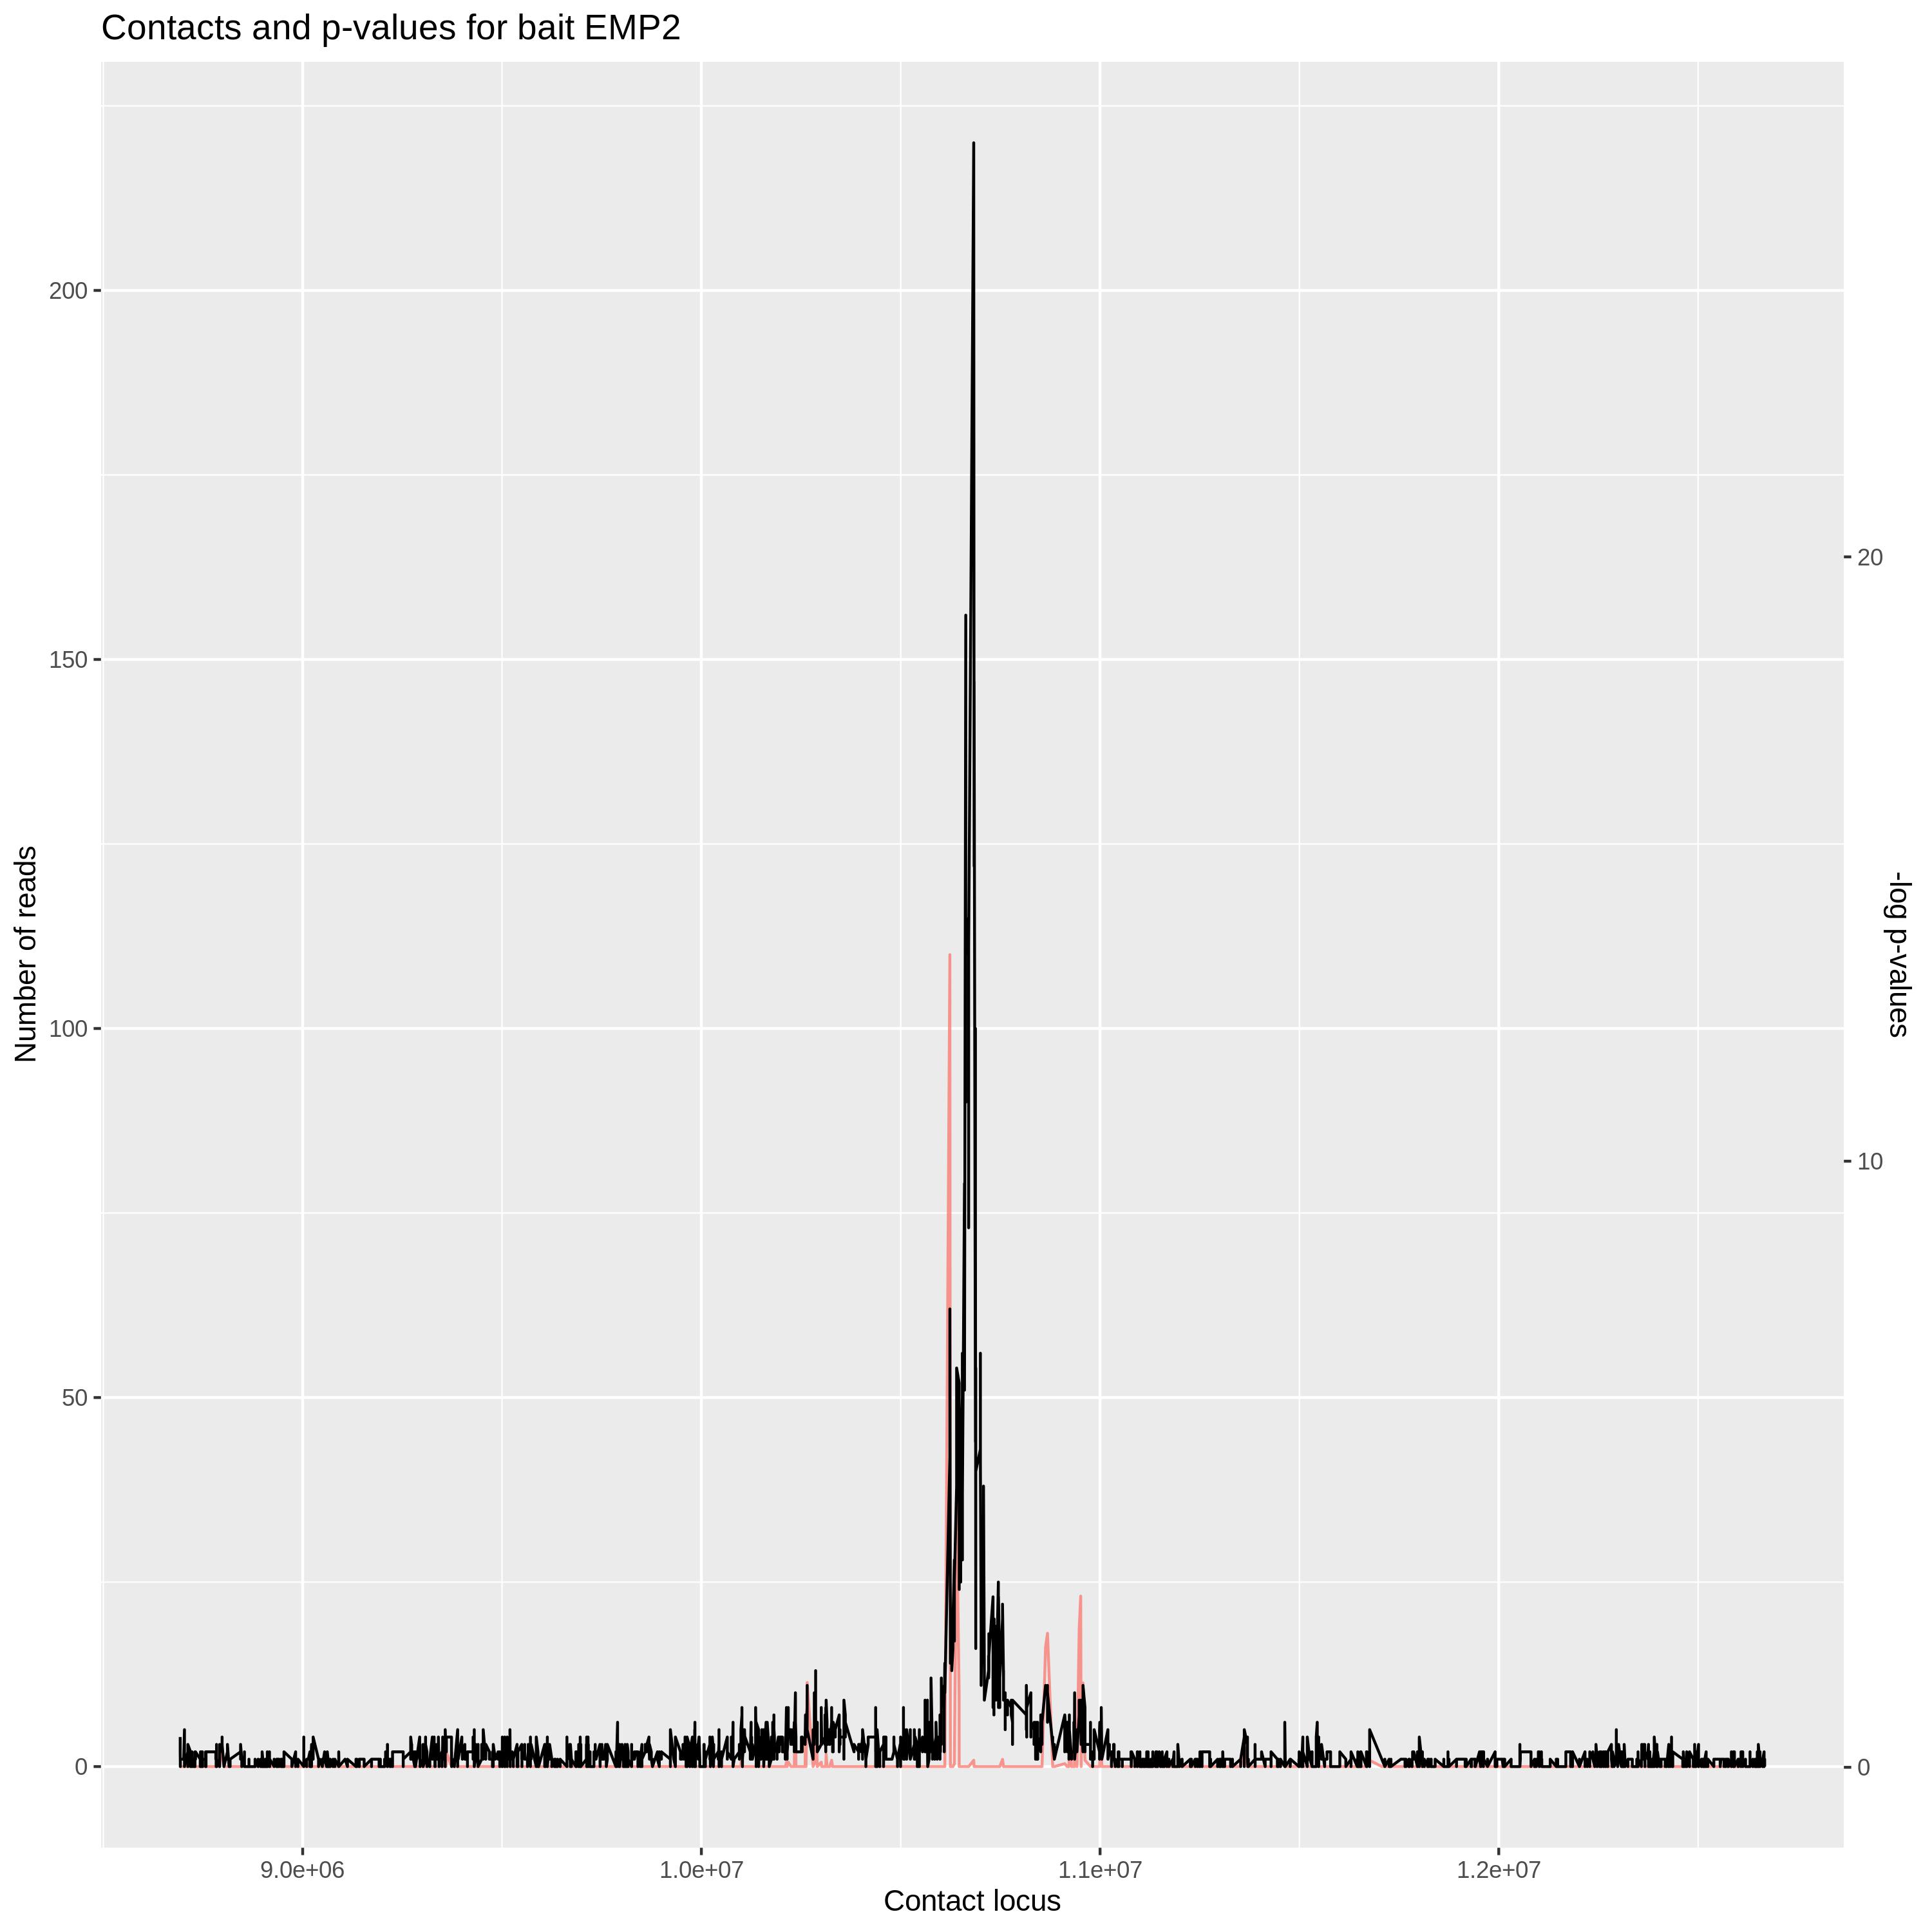 Contacts and p-values for bait EMP2
200
150
100
50
0
Number of reads
20
10
0
-log p-values
9.0e+06
1.0e+07
1.1e+07
1.2e+07
Contact locus